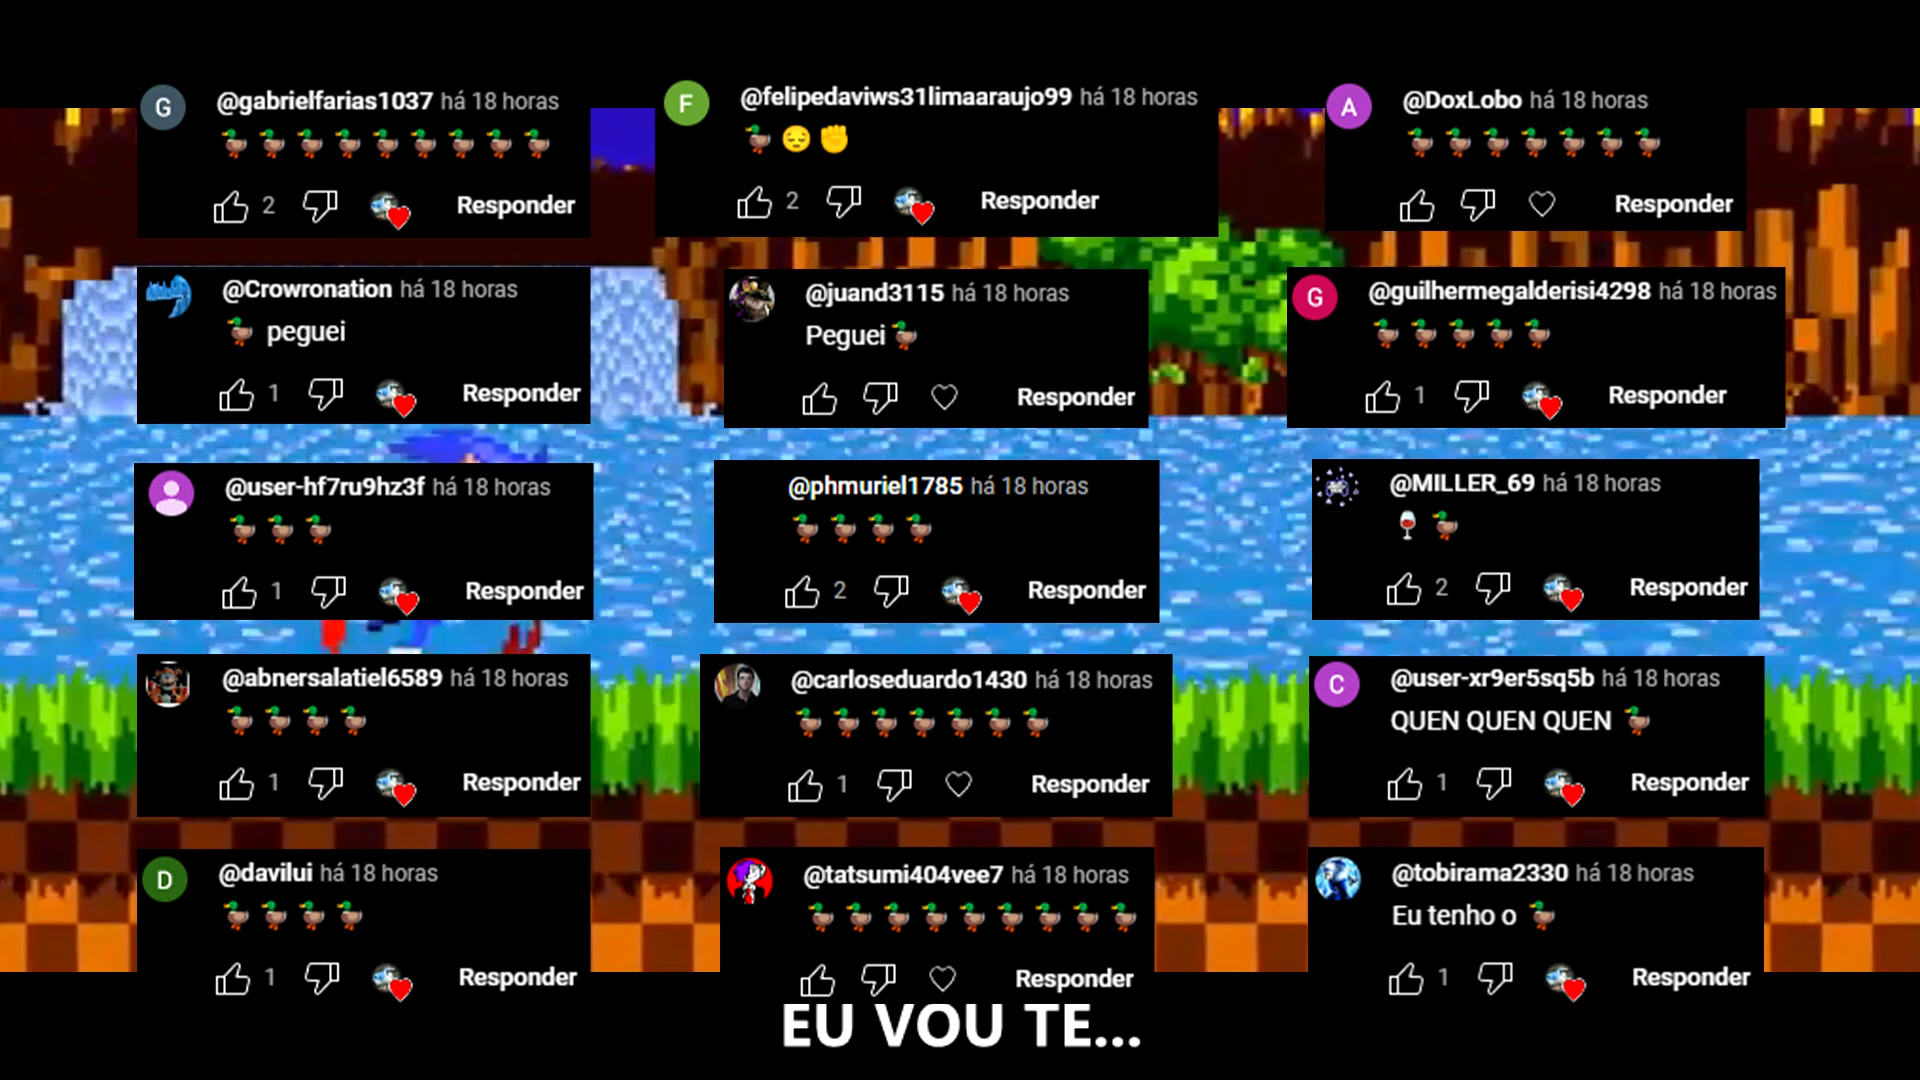 G @gabrielfarias1037 há 18 horas
🦆🦆🦆🦆🦆🦆🦆🦆🦆
2 Responder
F @felipedaviws31limaaraujo99 há 18 horas
🦆😔✊
2 Responder
A @DoxLobo há 18 horas
🦆🦆🦆🦆🦆🦆🦆
Responder
@Crowronation há 18 horas
🦆 peguei
1 Responder
@juand3115 há 18 horas
Peguei 🦆
Responder
G @guilhermegalderisi4298 há 18 horas
🦆🦆🦆🦆🦆
1 Responder
@user-hf7ru9hz3f há 18 horas
🦆🦆🦆
1 Responder
@phmuriel1785 há 18 horas
🦆🦆🦆🦆
2 Responder
@MILLER_69 há 18 horas
🍷🦆
2 Responder
@abnersalatiel6589 há 18 horas
🦆🦆🦆🦆
1 Responder
@carloseduardo1430 há 18 horas
🦆🦆🦆🦆🦆🦆🦆
1 Responder
C @user-xr9er5sq5b há 18 horas
QUEN QUEN QUEN 🦆
1 Responder
D @davilui há 18 horas
🦆🦆🦆🦆
1 Responder
@tatsumi404vee7 há 18 horas
🦆🦆🦆🦆🦆🦆🦆🦆🦆
Responder
@tobirama2330 há 18 horas
Eu tenho o 🦆
1 Responder
EU VOU TE...